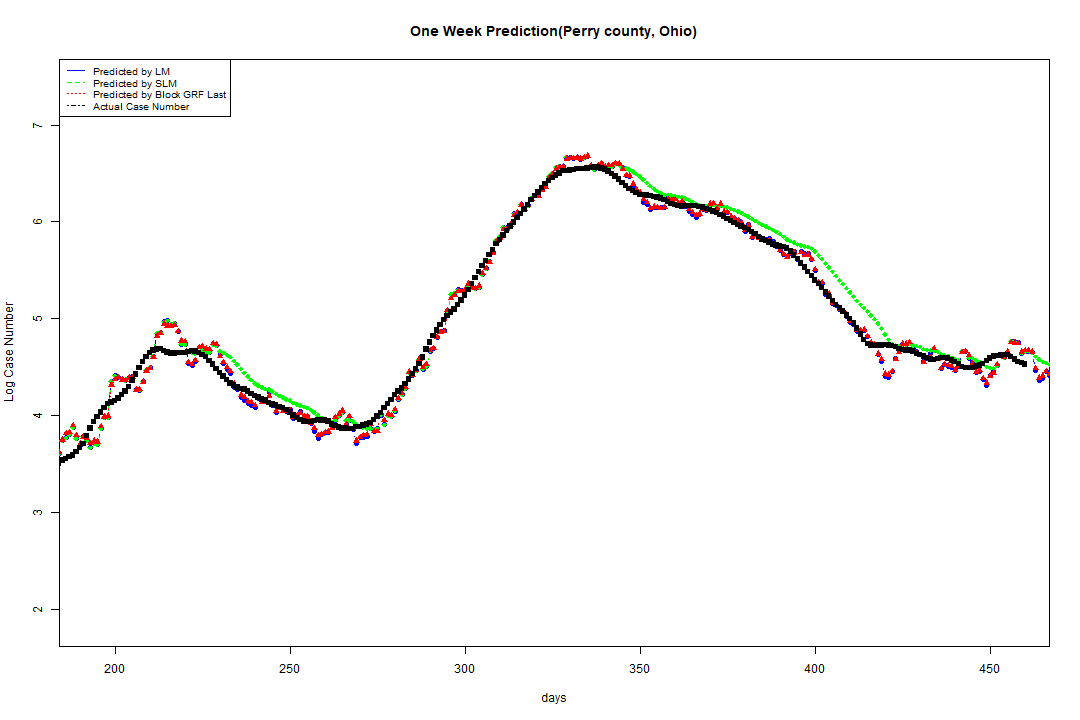 One Week Prediction(Perry county, Ohio)
Predicted by LM
Predicted by SLM
Predicted by Block GRF Last
Actual Case Number
Log Case Number
7
6
5
4
3
2
200 250 300 350 400 450
days